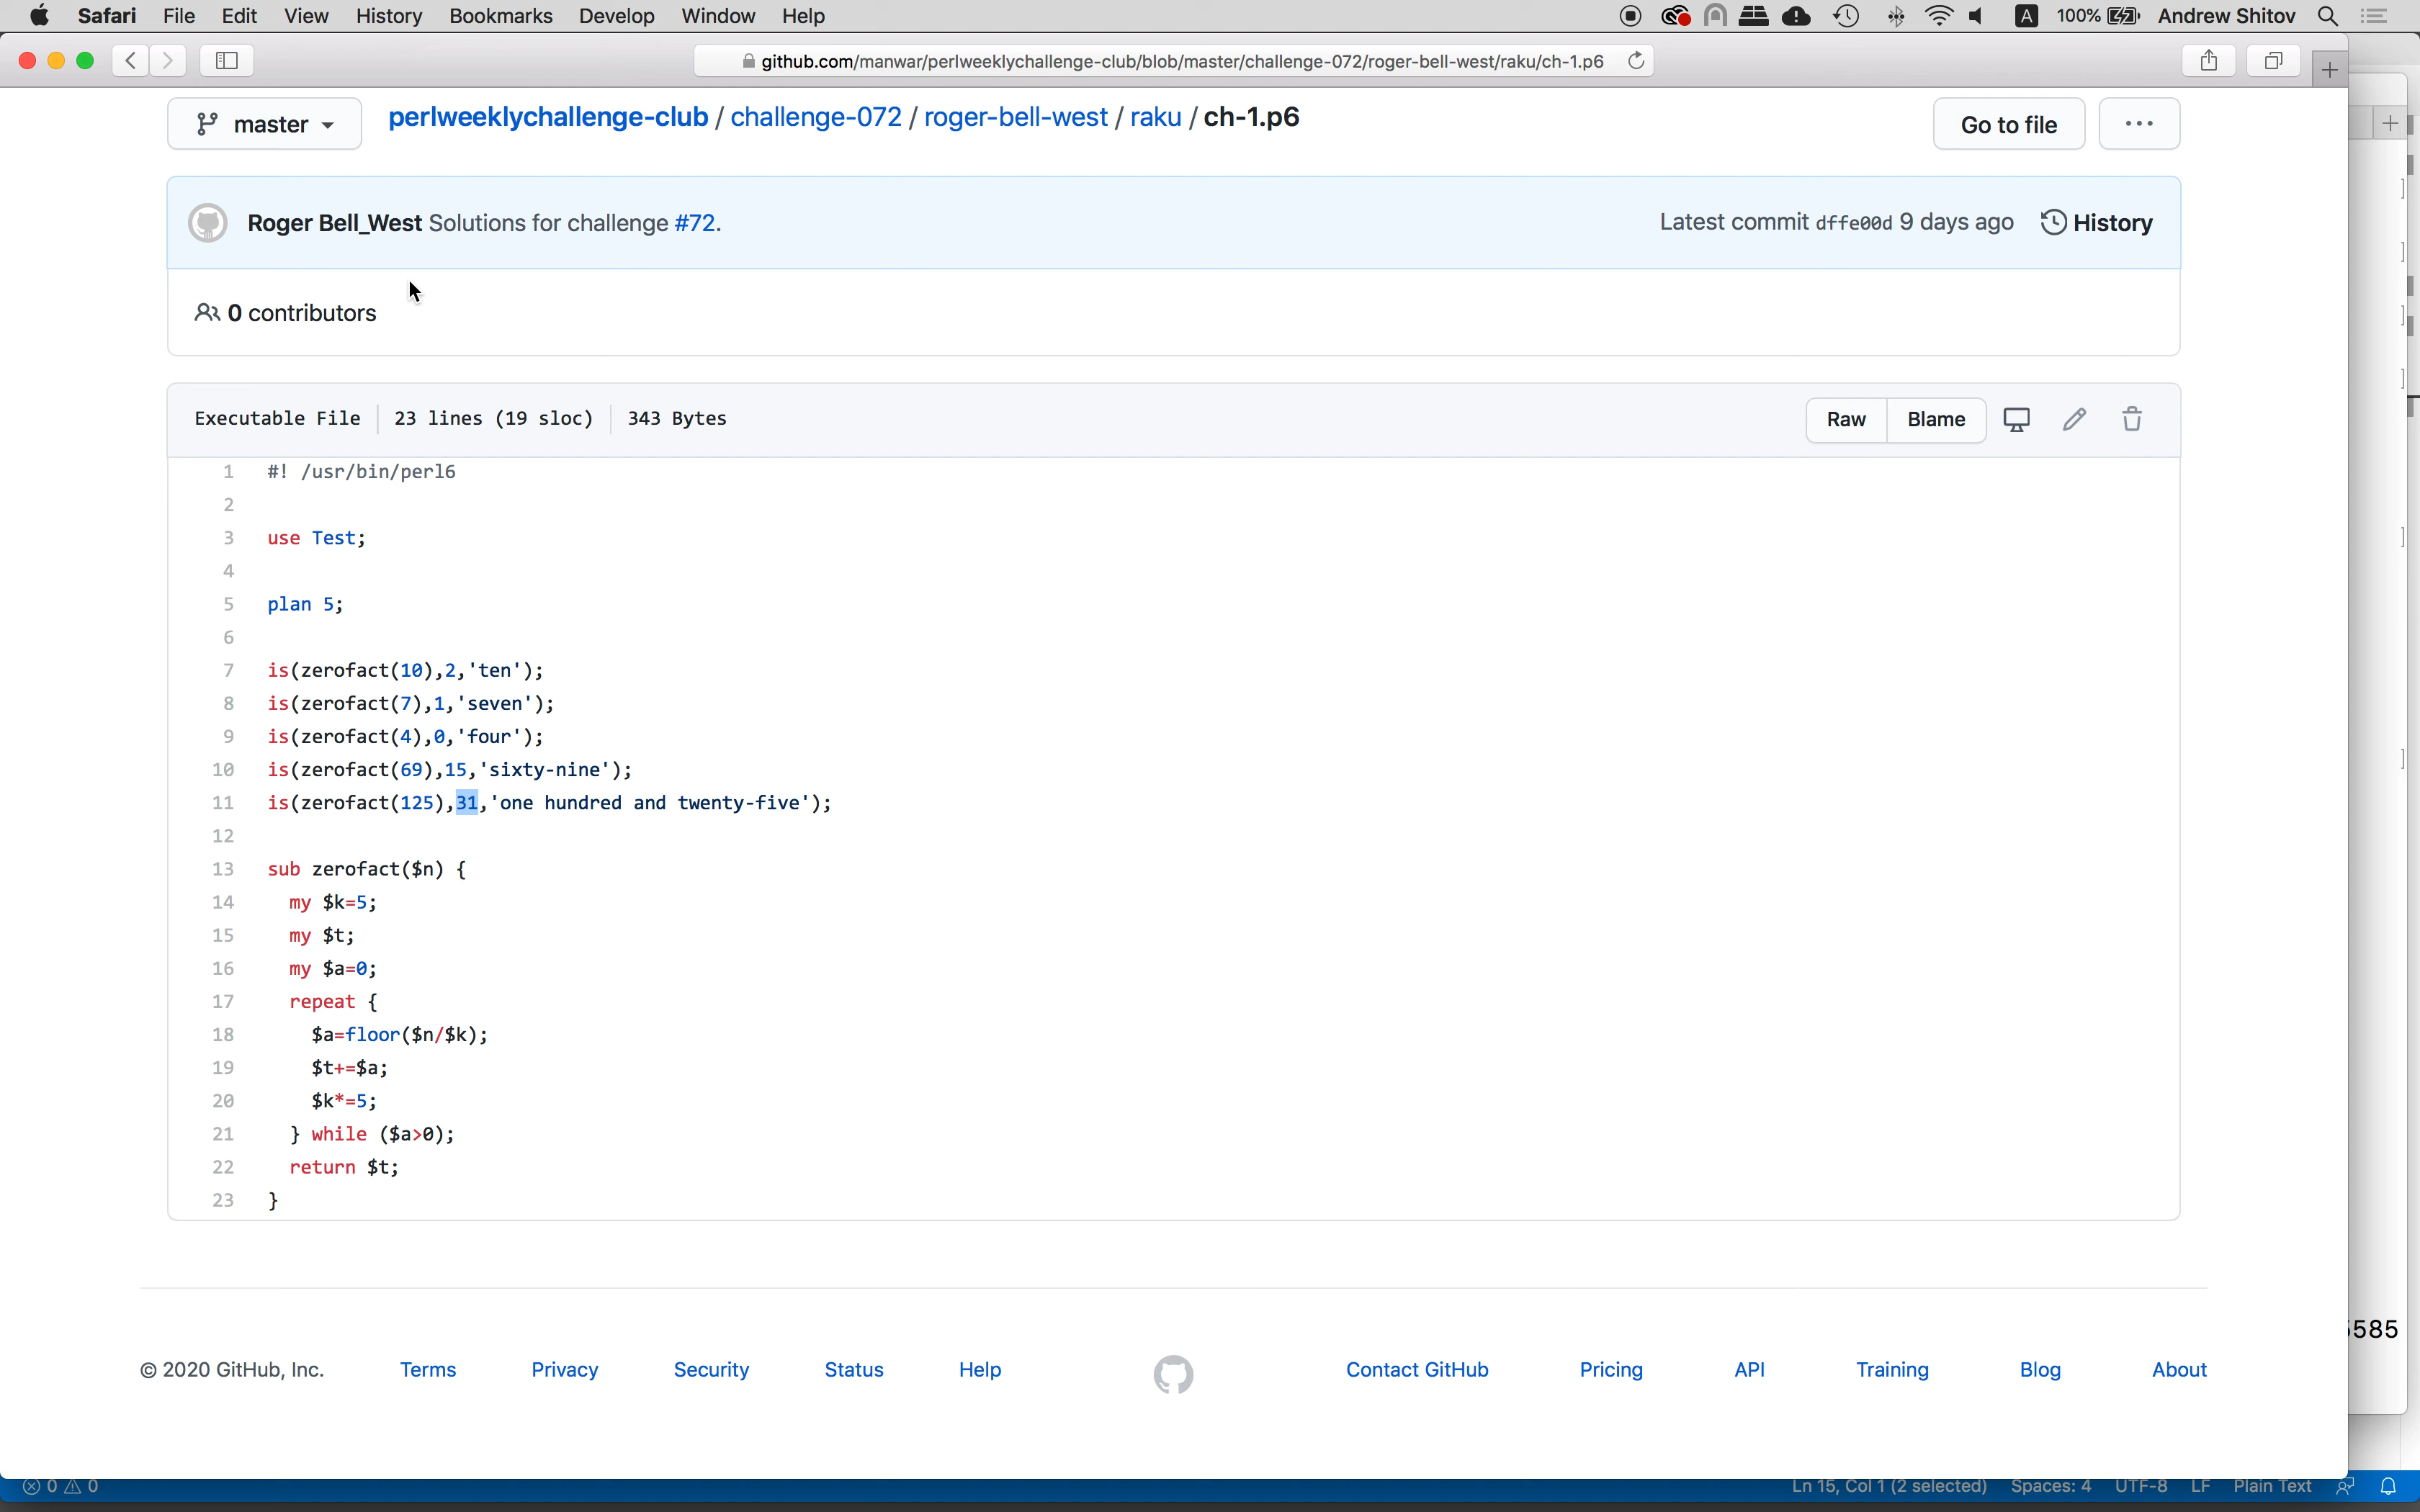 Safari File Edit View History Bookmarks Develop Window Help A 100% Andrew Shitov
github.com/manwar/perlweeklychallenge-club/blob/master/challenge-072/roger-bell-west/raku/ch-1.p6
master perlweeklychallenge-club / challenge-072 / roger-bell-west / raku / ch-1.p6 Go to file ...
Roger Bell_West Solutions for challenge #72. Latest commit dffe00d 9 days ago History
0 contributors
Executable File 23 lines (19 sloc) 343 Bytes Raw Blame
1 #! /usr/bin/perl6
2
3 use Test;
4
5 plan 5;
6
7 is(zerofact(10),2,'ten');
8 is(zerofact(7),1,'seven');
9 is(zerofact(4),0,'four');
10 is(zerofact(69),15,'sixty-nine');
11 is(zerofact(125),31,'one hundred and twenty-five');
12
13 sub zerofact($n) {
14 my $k=5;
15 my $t;
16 my $a=0;
17 repeat {
18 $a=floor($n/$k);
19 $t+=$a;
20 $k*=5;
21 } while ($a>0);
22 return $t;
23 }
585
© 2020 GitHub, Inc. Terms Privacy Security Status Help Contact GitHub Pricing API Training Blog About
0 0 Ln 15, Col 1 (2 selected) Spaces: 4 UTF-8 LF Plain Text